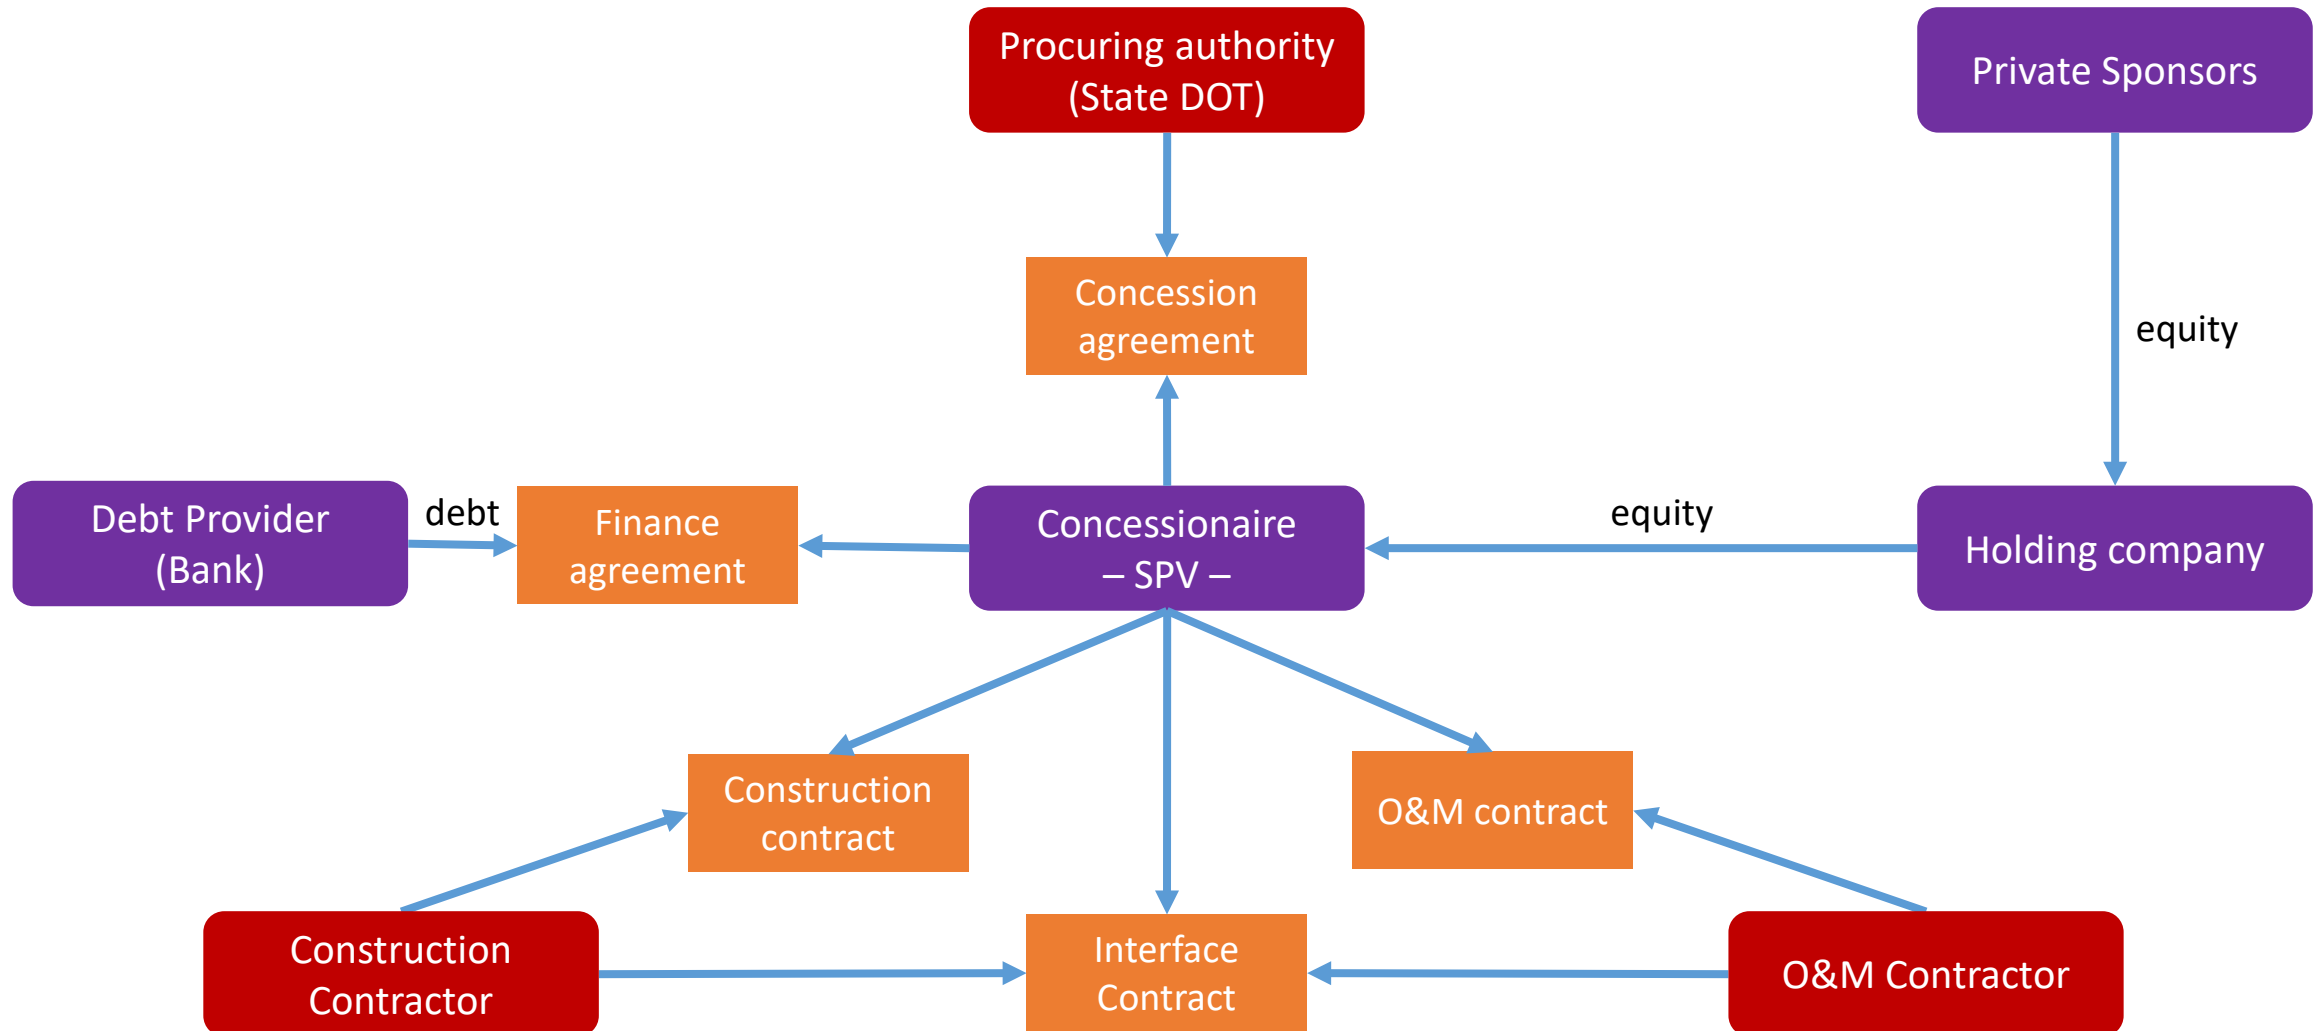 Procuring authority
(State DOT)
Private Sponsors
Concession
agreement
equity
Debt Provider
(Bank)
debt
Finance
agreement
Concessionaire
– SPV –
equity
Holding company
Construction
contract
O&M contract
Construction
Contractor
Interface
Contract
O&M Contractor